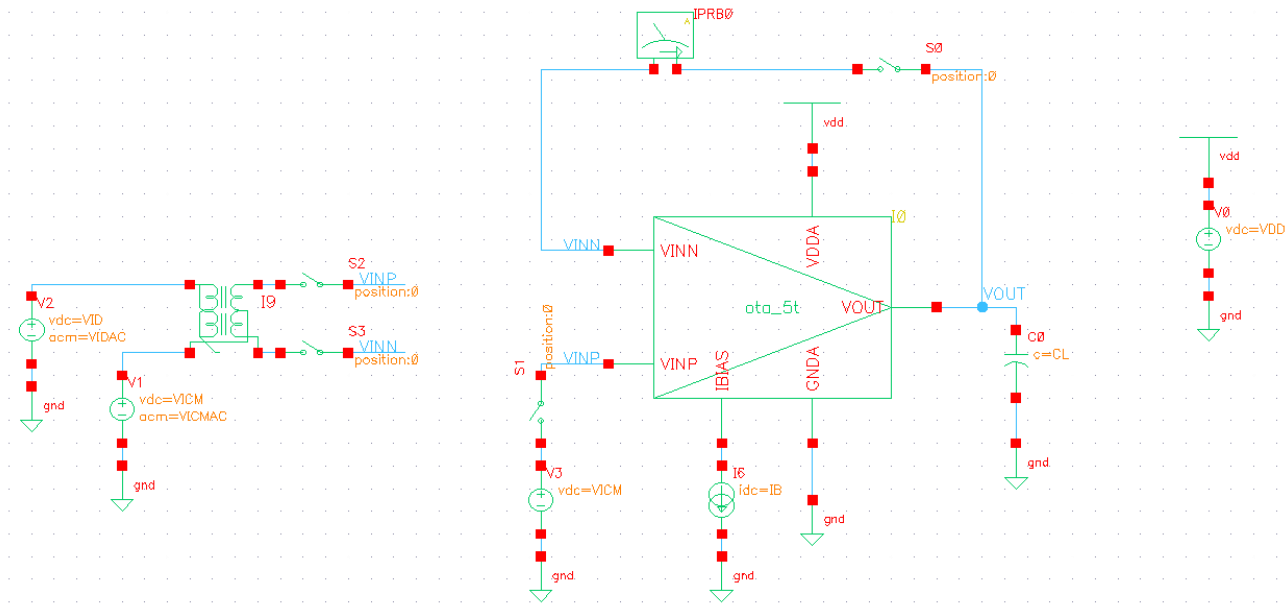 IPRB0
A
S0
position:0
vdd
vdd
I0
V0
vdc=VDD
gnd
VINN
VINN
VDDA
S2
VINP
position:0
I9
V2
vdc=VID
acm=VIDAC
gnd
S3
VINN
position:0
ota_5t
VOUT
VOUT
C0
c=CL
gnd
position:0
S1
VINP
VINP
IBIAS
GNDA
V1
vdc=VICM
acm=VICMAC
gnd
V3
vdc=VICM
gnd
I6
idc=IB
gnd
gnd